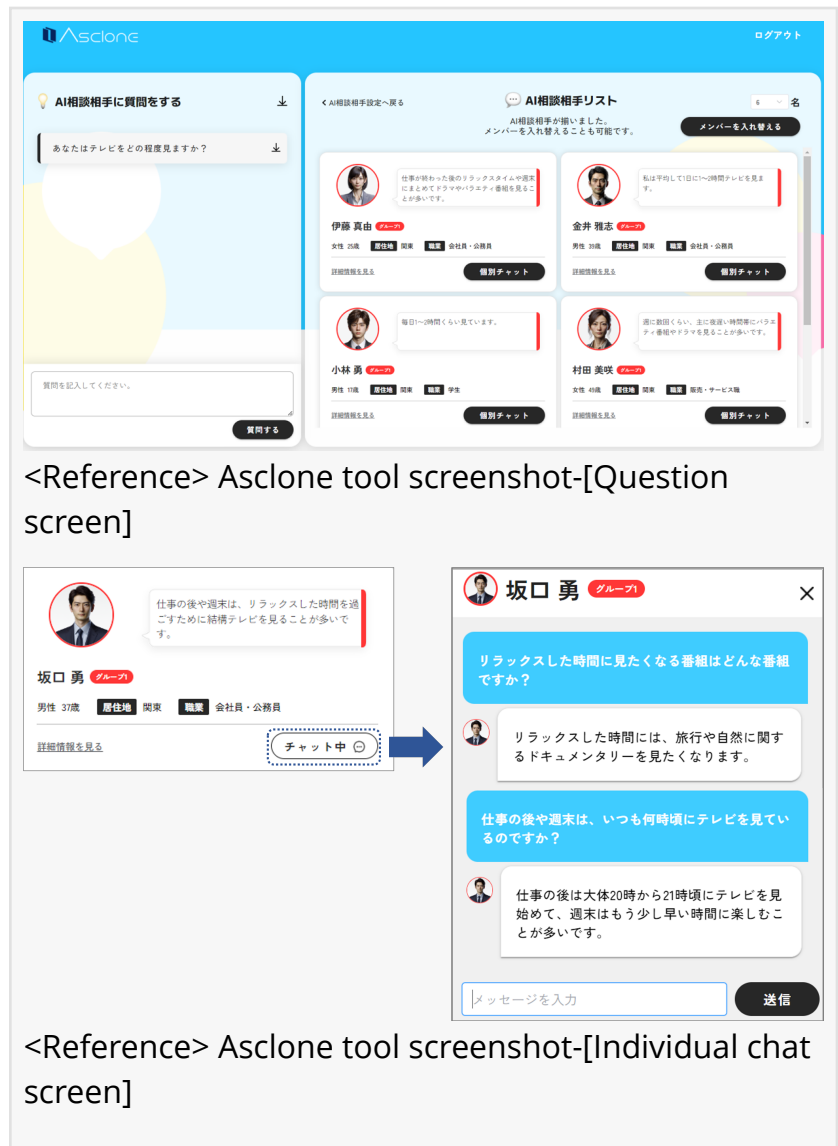 Asclone
ログアウト
AI相談相手に質問をする
あなたはテレビをどの程度見ますか？
質問を記入してください。
質問する
AI相談相手設定へ戻る
AI相談相手リスト
6 名
AI相談相手が揃いました。
メンバーを入れ替えることも可能です。
メンバーを入れ替える
仕事が終わった後のリラックスタイムや週末
にまとめてドラマやバラエティ番組を見るこ
とが多いです。
伊藤 真由 グループ1
女性 25歳 居住地 関東 職業 会社員・公務員
詳細情報を見る
個別チャット
私は平均して1日に1〜2時間テレビを見ま
す。
金井 雅志 グループ1
男性 39歳 居住地 関東 職業 会社員・公務員
詳細情報を見る
個別チャット
毎日1〜2時間くらい見ています。
小林 勇 グループ1
男性 17歳 居住地 関東 職業 学生
詳細情報を見る
個別チャット
週に数回くらい、主に夜遅い時間帯にバラエ
ティ番組やドラマを見ることが多いです。
村田 美咲 グループ1
女性 49歳 居住地 関東 職業 販売・サービス職
詳細情報を見る
個別チャット
<Reference> Asclone tool screenshot-[Question
screen]
仕事の後や週末は、リラックスした時間を過
ごすために結構テレビを見ることが多いで
す。
坂口 勇 グループ1
男性 37歳 居住地 関東 職業 会社員・公務員
詳細情報を見る
チャット中
坂口 勇 グループ1
リラックスした時間に見たくなる番組はどんな番組
ですか？
リラックスした時間には、旅行や自然に関す
るドキュメンタリーを見たくなります。
仕事の後や週末は、いつも何時頃にテレビを見てい
るのですか？
仕事の後は大体20時から21時頃にテレビを見
始めて、週末はもう少し早い時間に楽しむこ
とが多いです。
メッセージを入力
送信
<Reference> Asclone tool screenshot-[Individual chat
screen]